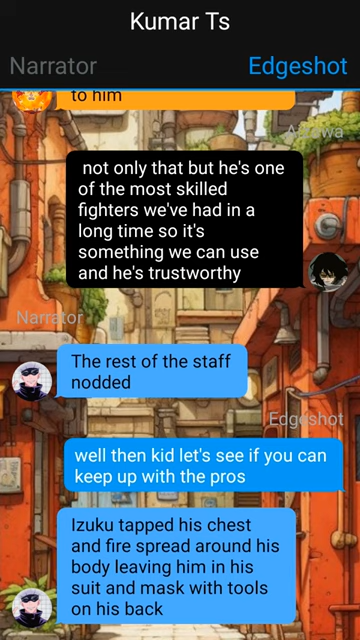 Kumar Ts
Narrator
Edgeshot
to him
Aizawa
not only that but he's one
of the most skilled
fighters we've had in a
long time so it's
something we can use
and he's trustworthy
Narrator
The rest of the staff
nodded
Edgeshot
well then kid let's see if you can
keep up with the pros
Izuku tapped his chest
and fire spread around his
body leaving him in his
suit and mask with tools
on his back